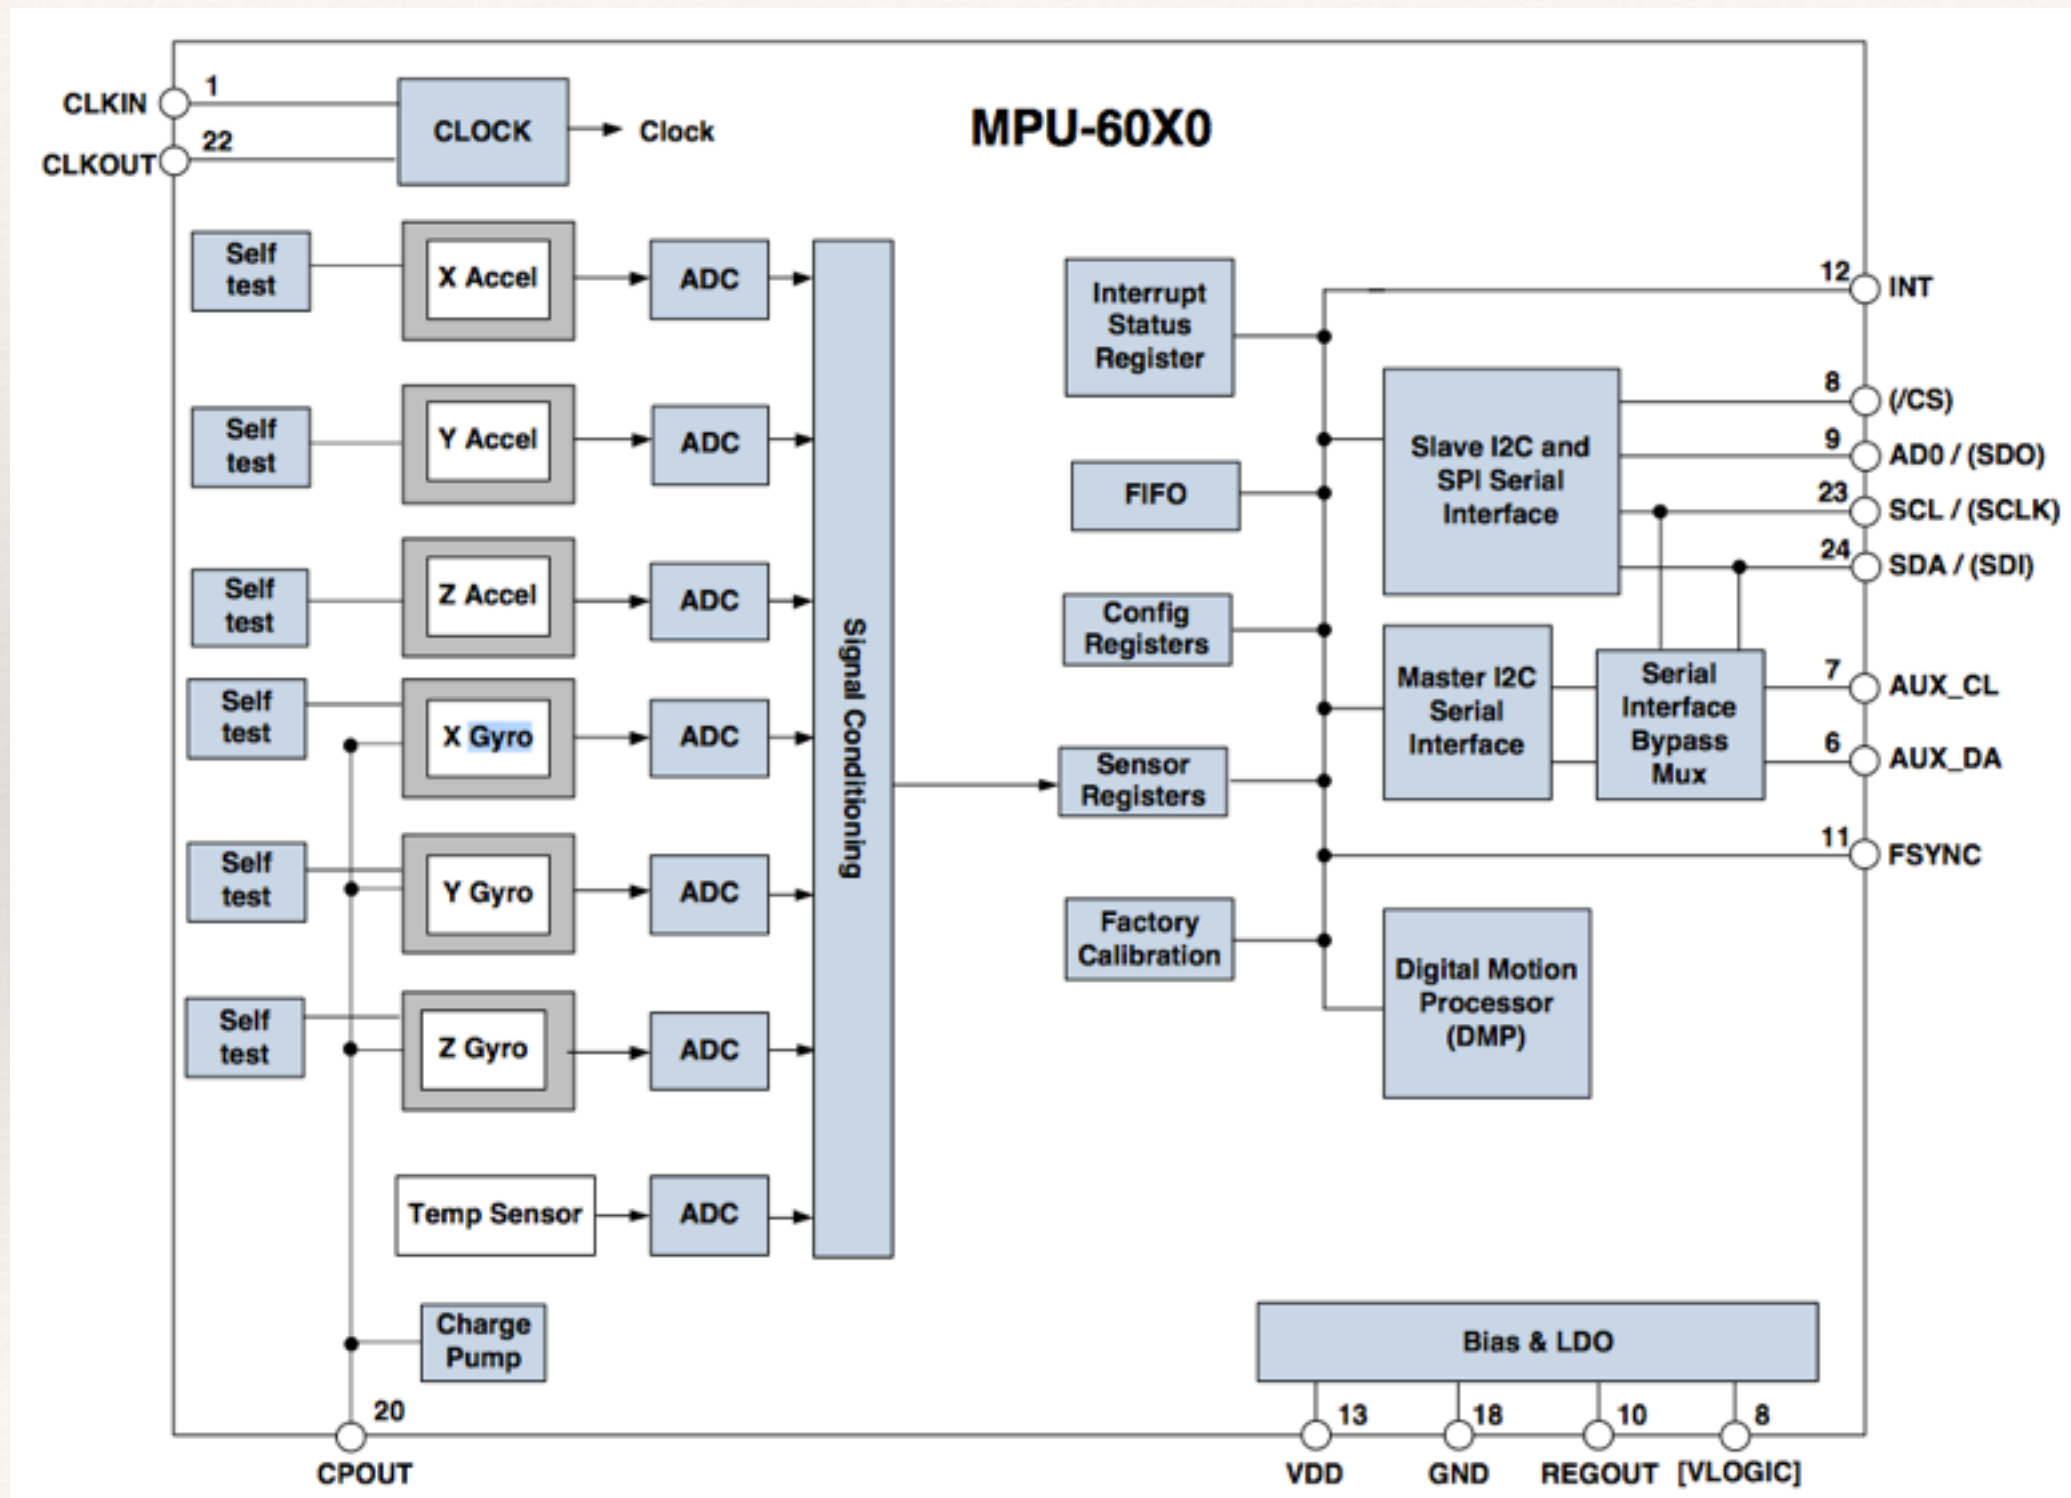 MPU-60X0
CLKIN
1
CLKOUT
22
CLOCK
Clock
Self
test
X Accel
ADC
Self
test
Y Accel
ADC
Self
test
Z Accel
ADC
Self
test
X Gyro
ADC
Self
test
Y Gyro
ADC
Self
test
Z Gyro
ADC
Temp Sensor
ADC
Charge
Pump
20
CPOUT
Signal Conditioning
Interrupt
Status
Register
FIFO
Config
Registers
Sensor
Registers
Factory
Calibration
Slave I2C and
SPI Serial
Interface
Master I2C
Serial
Interface
Serial
Interface
Bypass
Mux
Digital Motion
Processor
(DMP)
12
INT
8
(/CS)
9
AD0 / (SDO)
23
SCL / (SCLK)
24
SDA / (SDI)
7
AUX_CL
6
AUX_DA
11
FSYNC
Bias & LDO
13
18
10
8
VDD
GND
REGOUT
[VLOGIC]